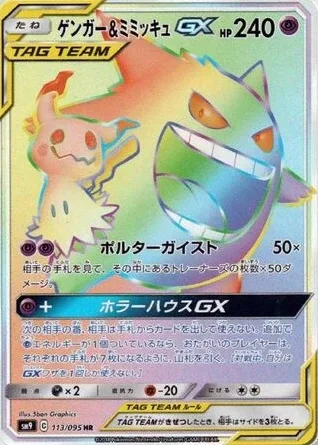 たね ゲンガー&ミミッキュGX HP240
TAG TEAM
ポルターガイスト 50×
相手の手札を見て、その中にあるトレーナーズの枚数×50ダ
メージ。
+ ホラーハウスGX
次の相手の番、相手は手札からカードを出して使えない。追加で
エネルギーが1個ついているなら、おたがいのプレイヤーは、
それぞれの手札が7枚になるように、山札を引く。
GXワザを1回しか使えない。]
弱点 ×2 抵抗力 -20 にげる
Illus.5ban Graphics
sm9 C 113/095 HR
TAG TEAM ルール
TAG TEAMがきぜつしたとき、相手はサイドを3枚とる。